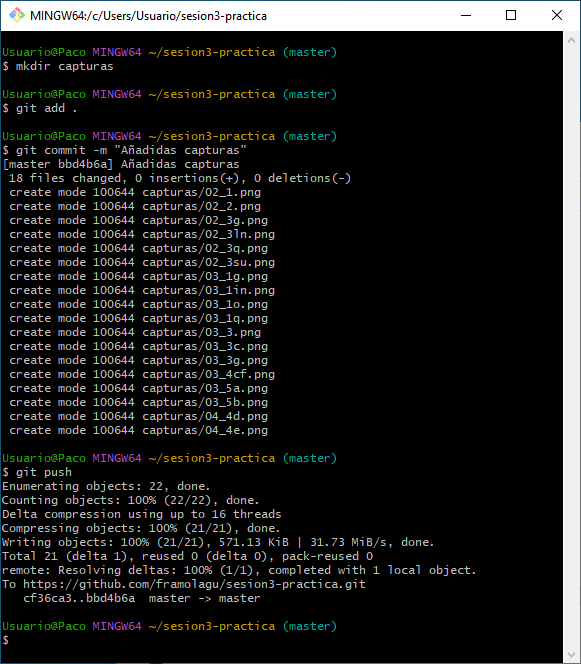 MINGW64:/c/Users/Usuario/sesion3-practica
Usuario@Paco MINGW64 ~/sesion3-practica (master)
$ mkdir capturas
Usuario@Paco MINGW64 ~/sesion3-practica (master)
$ git add .
Usuario@Paco MINGW64 ~/sesion3-practica (master)
$ git commit -m "Añadidas capturas"
[master bbd4b6a] Añadidas capturas
 18 files changed, 0 insertions(+), 0 deletions(-)
 create mode 100644 capturas/02_1.png
 create mode 100644 capturas/02_2.png
 create mode 100644 capturas/02_3g.png
 create mode 100644 capturas/02_3ln.png
 create mode 100644 capturas/02_3q.png
 create mode 100644 capturas/02_3su.png
 create mode 100644 capturas/03_1g.png
 create mode 100644 capturas/03_1in.png
 create mode 100644 capturas/03_1o.png
 create mode 100644 capturas/03_1q.png
 create mode 100644 capturas/03_3.png
 create mode 100644 capturas/03_3c.png
 create mode 100644 capturas/03_3g.png
 create mode 100644 capturas/03_4cf.png
 create mode 100644 capturas/03_5a.png
 create mode 100644 capturas/03_5b.png
 create mode 100644 capturas/04_4d.png
 create mode 100644 capturas/04_4e.png
Usuario@Paco MINGW64 ~/sesion3-practica (master)
$ git push
Enumerating objects: 22, done.
Counting objects: 100% (22/22), done.
Delta compression using up to 16 threads
Compressing objects: 100% (21/21), done.
Writing objects: 100% (21/21), 571.13 KiB | 31.73 MiB/s, done.
Total 21 (delta 1), reused 0 (delta 0), pack-reused 0
remote: Resolving deltas: 100% (1/1), completed with 1 local object.
To https://github.com/framolagu/sesion3-practica.git
   cf36ca3..bbd4b6a  master -> master
Usuario@Paco MINGW64 ~/sesion3-practica (master)
$